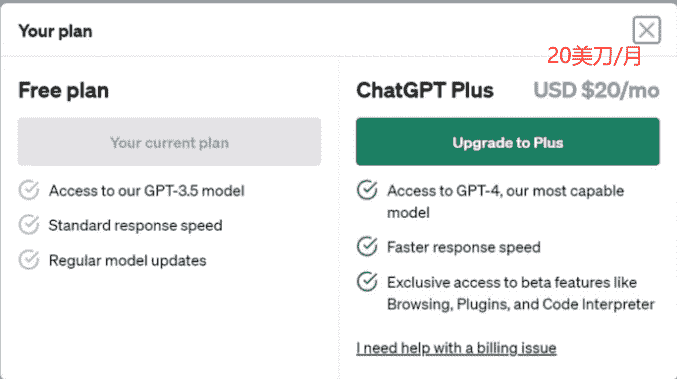 Your plan
20美刀/月
Free plan
Your current plan
Access to our GPT-3.5 model
Standard response speed
Regular model updates
ChatGPT Plus
USD $20/mo
Upgrade to Plus
Access to GPT-4, our most capable
model
Faster response speed
Exclusive access to beta features like
Browsing, Plugins, and Code Interpreter
I need help with a billing issue